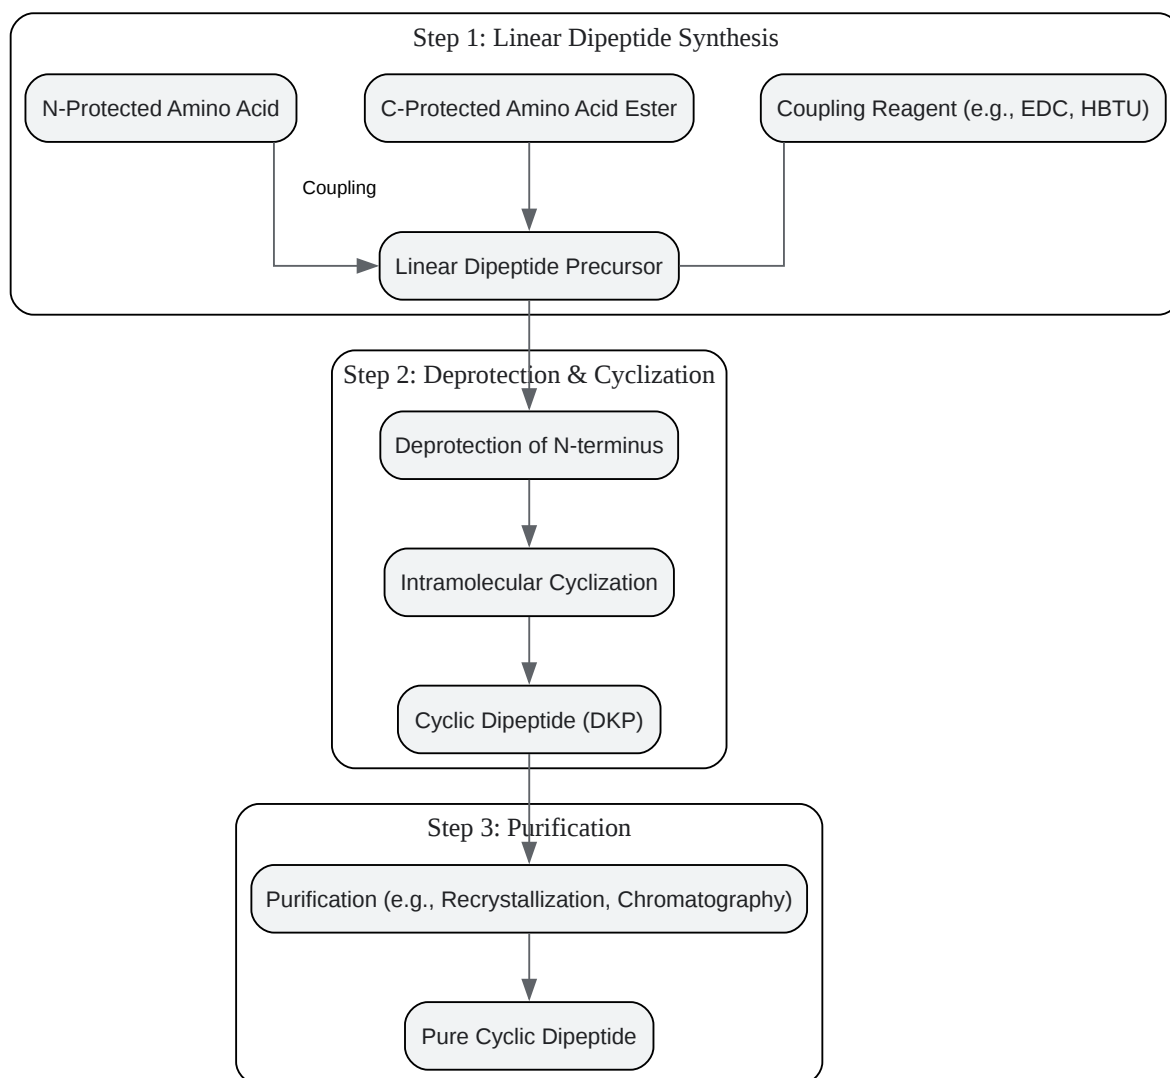 Step 1: Linear Dipeptide Synthesis
N-Protected Amino Acid
C-Protected Amino Acid Ester
Coupling Reagent (e.g., EDC, HBTU)
Coupling
Linear Dipeptide Precursor
Step 2: Deprotection & Cyclization
Deprotection of N-terminus
Intramolecular Cyclization
Cyclic Dipeptide (DKP)
Step 3: Purification
Purification (e.g., Recrystallization, Chromatography)
Pure Cyclic Dipeptide